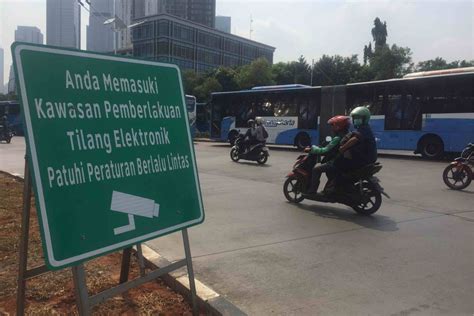 Anda Memasuki
Kawasan Pemberlakuan
Tilang Elektronik
Patuhi Peraturan Berlalu Lintas